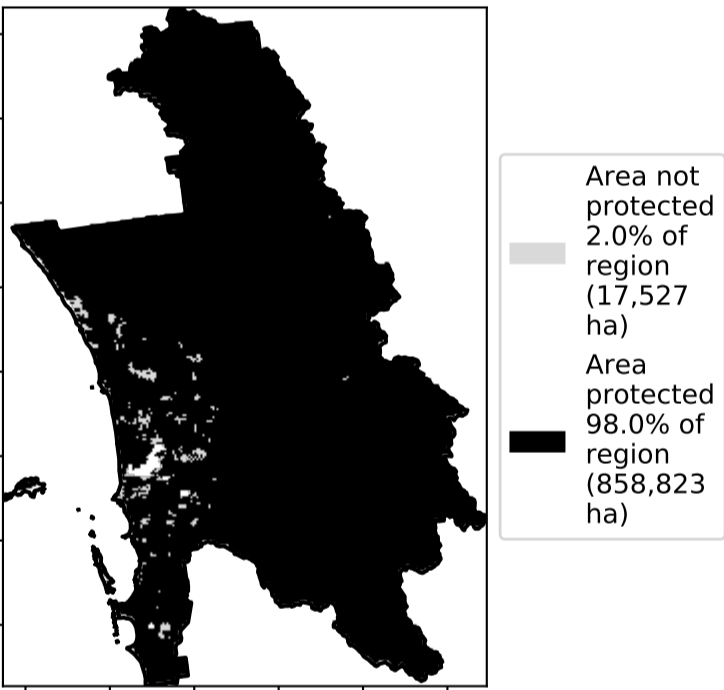 Area not
protected
2.0% of
region
(17,527
ha)
Area
protected
98.0% of
region
(858,823
ha)